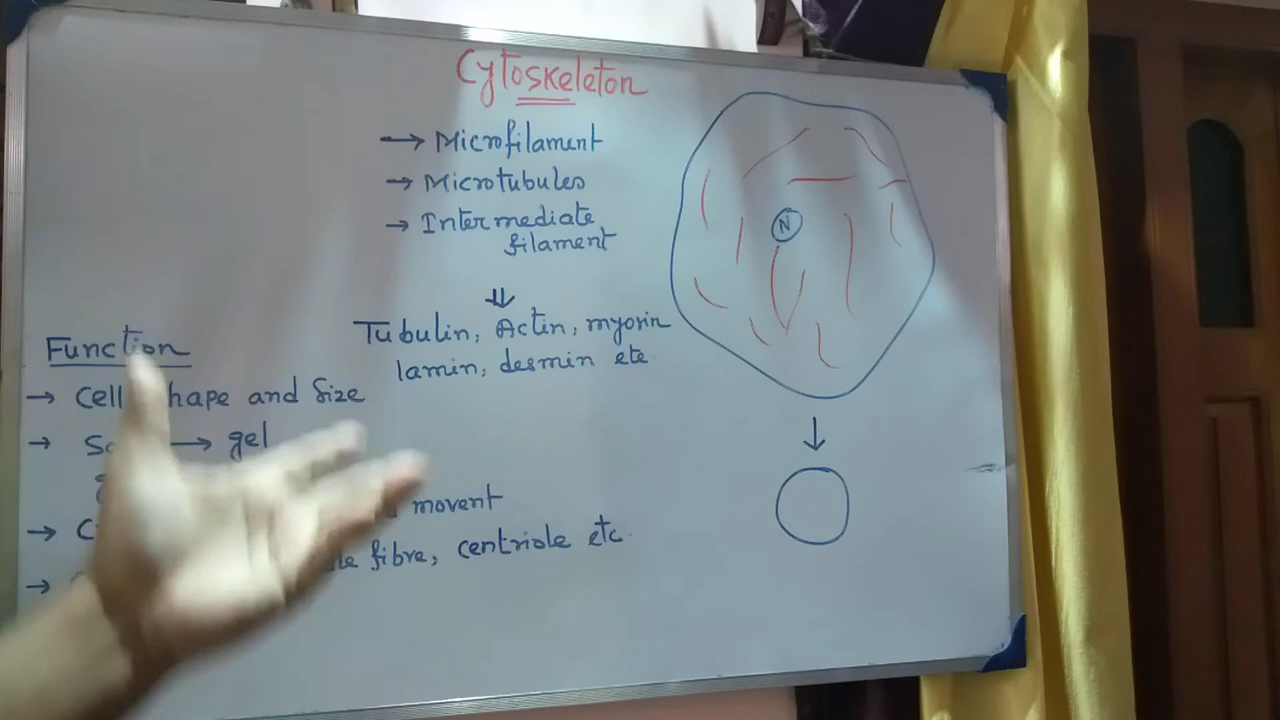 Cytoskeleton
→ Microfilament
→ Microtubules
→ Intermediate
filament
⇓
Tubulin, Actin, myosin
lamin, desmin etc
N
Function
→ Cell shape and Size
→ → gel
→ movent
→ fibre, centriole etc.